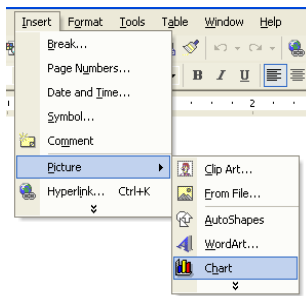 Insert Format Tools Table Window Help
Break...
B I U
Page Numbers...
Date and Time...
2
Symbol...
Comment
Picture
Clip Art...
Hyperlink... Ctrl+K
From File...
AutoShapes
WordArt...
Chart